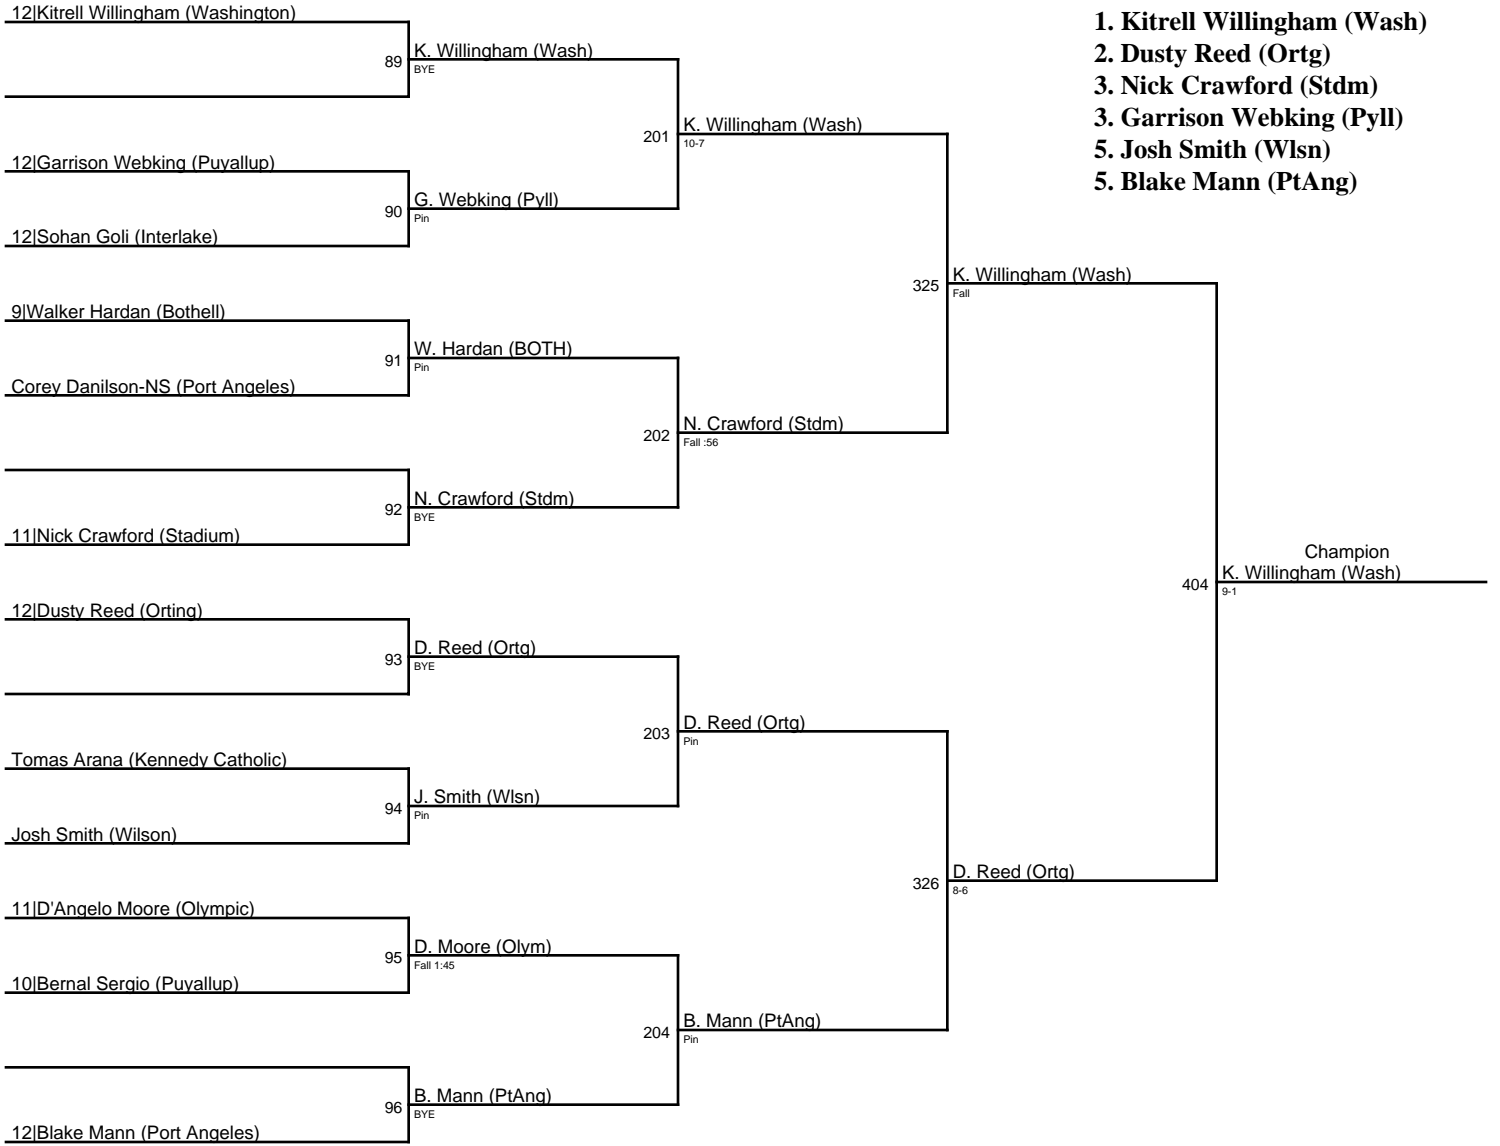 12|Kitrell Willingham (Washington)
89
K. Willingham (Wash)
BYE
12|Garrison Webking (Puyallup)
90
G. Webking (Pyll)
Pin
12|Sohan Goli (Interlake)
201
K. Willingham (Wash)
10-7
9|Walker Hardan (Bothell)
91
W. Hardan (BOTH)
Pin
Corey Danilson-NS (Port Angeles)
202
N. Crawford (Stdm)
Fall :56
92
N. Crawford (Stdm)
BYE
11|Nick Crawford (Stadium)
325
K. Willingham (Wash)
Fall
12|Dusty Reed (Orting)
93
D. Reed (Ortg)
BYE
203
D. Reed (Ortg)
Pin
Tomas Arana (Kennedy Catholic)
94
J. Smith (Wlsn)
Pin
Josh Smith (Wilson)
326
D. Reed (Ortg)
8-6
11|D'Angelo Moore (Olympic)
95
D. Moore (Olym)
Fall 1:45
10|Bernal Sergio (Puyallup)
204
B. Mann (PtAng)
Pin
96
B. Mann (PtAng)
BYE
12|Blake Mann (Port Angeles)
404
Champion
K. Willingham (Wash)
9-1
1. Kitrell Willingham (Wash)
2. Dusty Reed (Ortg)
3. Nick Crawford (Stdm)
3. Garrison Webking (Pyll)
5. Josh Smith (Wlsn)
5. Blake Mann (PtAng)